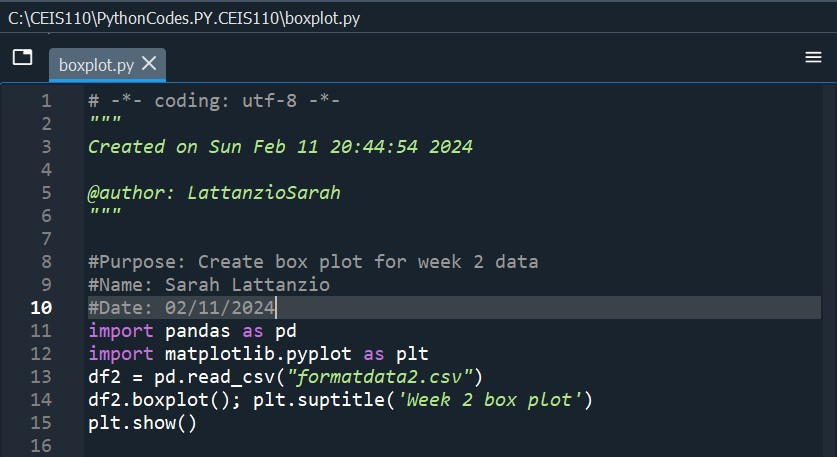 C:\CEIS110\PythonCodes.PY.CEIS110\boxplot.py
boxplot.py
1 # -*- coding: utf-8 -*-
2 """
3 Created on Sun Feb 11 20:44:54 2024
4
5 @author: LattanzioSarah
6 """
7
8 #Purpose: Create box plot for week 2 data
9 #Name: Sarah Lattanzio
10 #Date: 02/11/2024
11 import pandas as pd
12 import matplotlib.pyplot as plt
13 df2 = pd.read_csv("formatdata2.csv")
14 df2.boxplot(); plt.suptitle('Week 2 box plot')
15 plt.show()
16